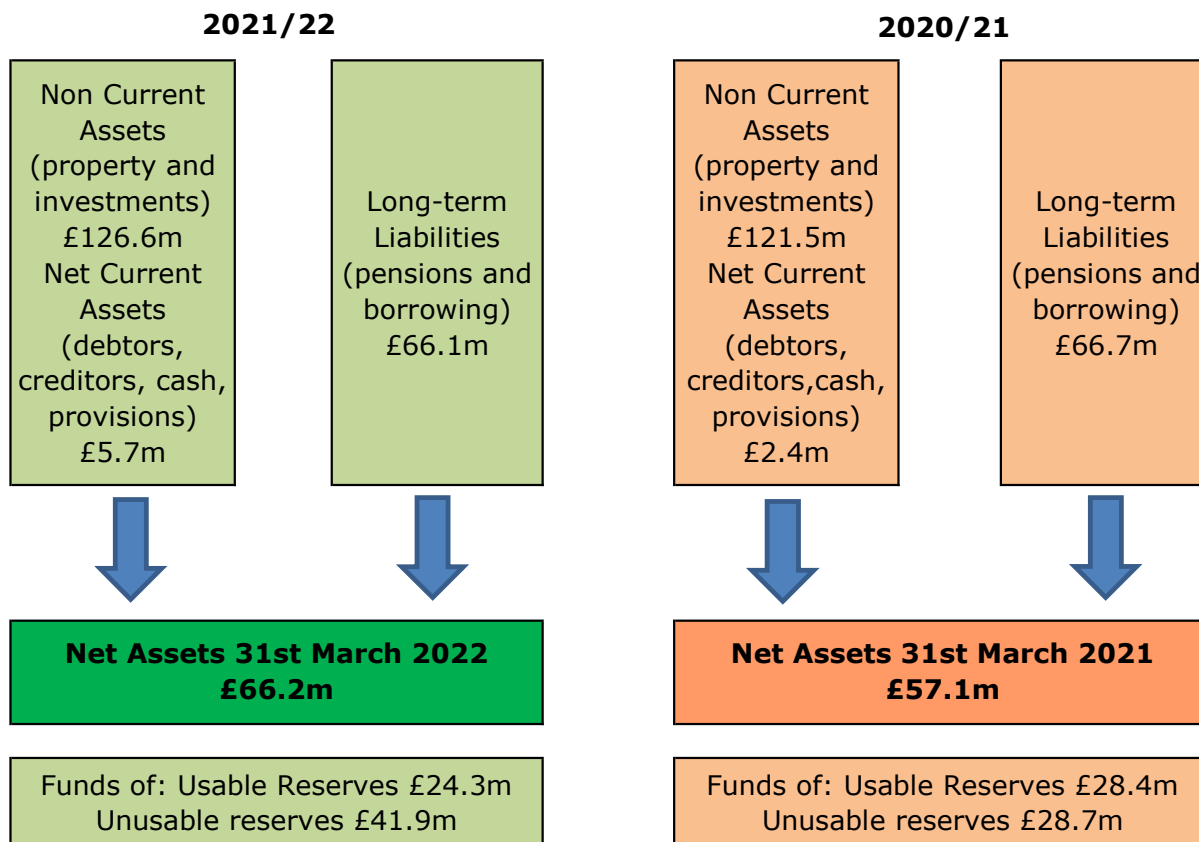 2021/22
Non Current
Assets
(property and
investments)
£126.6m
Net Current
Assets
(debtors,
creditors, cash,
provisions)
£5.7m
Long-term
Liabilities
(pensions and
borrowing)
£66.1m
Net Assets 31st March 2022
£66.2m
Funds of: Usable Reserves £24.3m
Unusable reserves £41.9m
2020/21
Non Current
Assets
(property and
investments)
£121.5m
Net Current
Assets
(debtors,
creditors,cash,
provisions)
£2.4m
Long-term
Liabilities
(pensions and
borrowing)
£66.7m
Net Assets 31st March 2021
£57.1m
Funds of: Usable Reserves £28.4m
Unusable reserves £28.7m